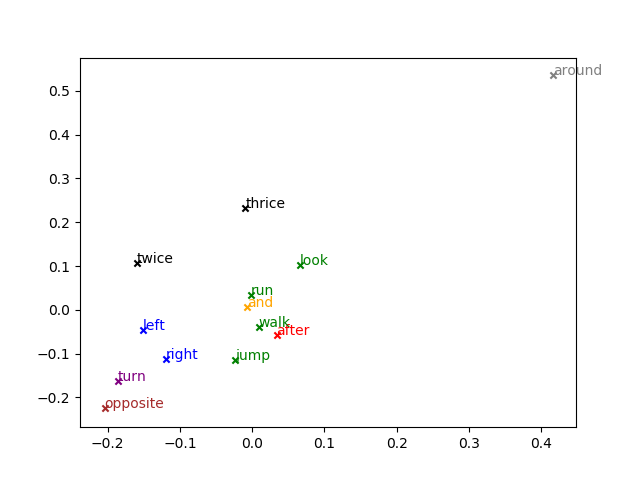 around
0.5
0.4
0.3
thrice
0.2
twice
look
0.1
run
and
0.0
walk
after
left
right
jump
−0.1
turn
opposite
−0.2
−0.2 −0.1 0.0 0.1 0.2 0.3 0.4